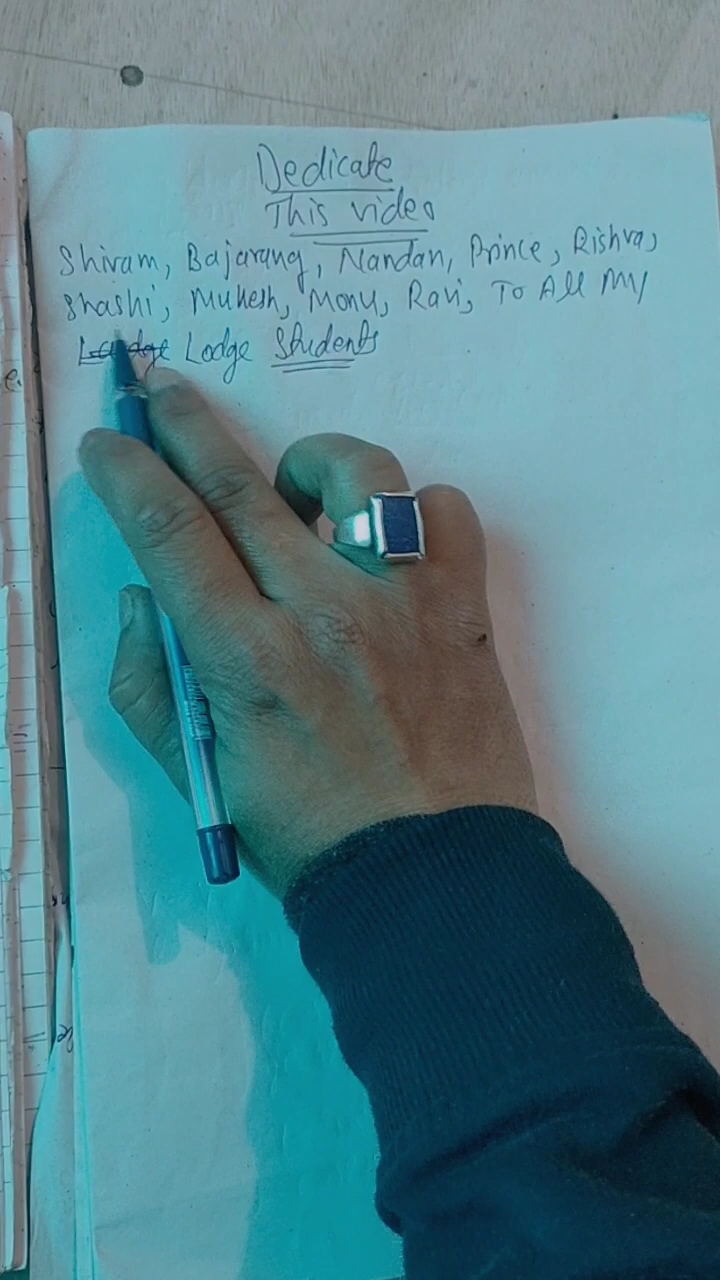 Dedicate
This video
Shivam, Bajarang, Nandan, Prince, Rishva,
Shashi, Mukesh, Monu, Ravi, To All My
Lodge Students